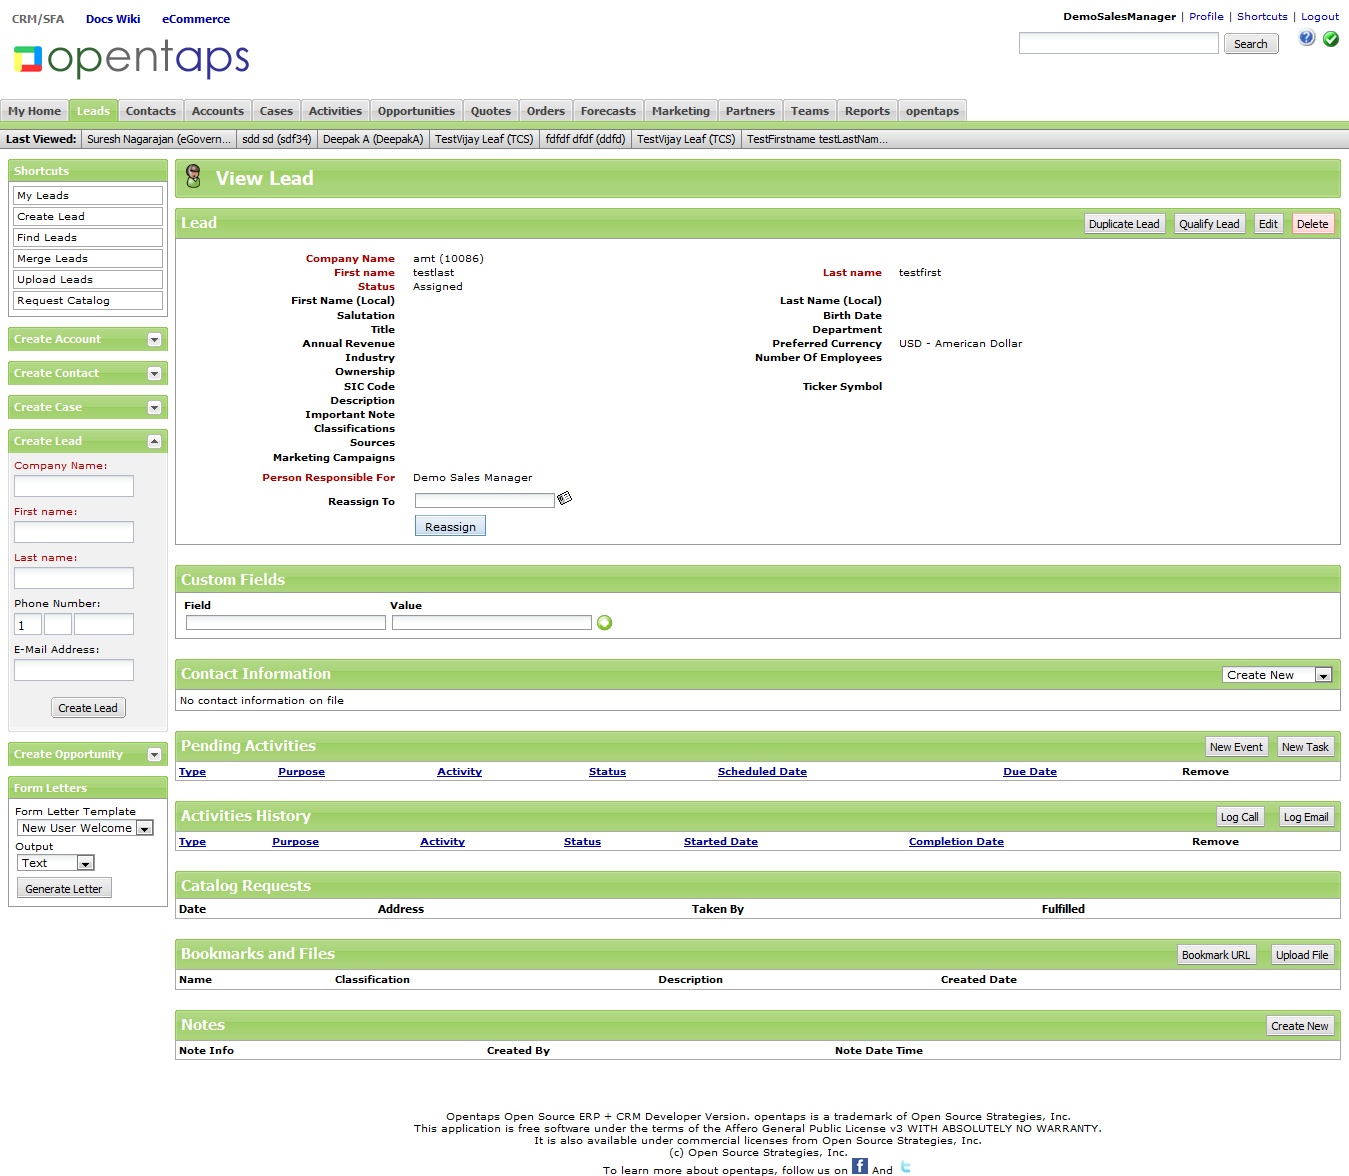 CRM/SFA Docs Wiki eCommerce
DemoSalesManager | Profile | Shortcuts | Logout
opentaps
Search
My Home Leads Contacts Accounts Cases Activities Opportunities Quotes Orders Forecasts Marketing Partners Teams Reports opentaps
Last Viewed: Suresh Nagarajan (eGovern... sdd sd (sdf34) Deepak A (DeepakA) TestVijay Leaf (TCS) fdfdf dfdf (ddfd) TestVijay Leaf (TCS) TestFirstname testLastNam...
Shortcuts
My Leads
Create Lead
Find Leads
Merge Leads
Upload Leads
Request Catalog
Create Account
Create Contact
Create Case
Create Lead
Company Name:
First name:
Last name:
Phone Number:
1
E-Mail Address:
Create Lead
Create Opportunity
Form Letters
Form Letter Template
New User Welcome
Output
Text
Generate Letter
View Lead
Lead Duplicate Lead Qualify Lead Edit Delete
Company Name amt (10086)
First name testlast Last name testfirst
Status Assigned
First Name (Local) Last Name (Local)
Salutation Birth Date
Title Department
Annual Revenue Preferred Currency USD - American Dollar
Industry Number Of Employees
Ownership
SIC Code Ticker Symbol
Description
Important Note
Classifications
Sources
Marketing Campaigns
Person Responsible For Demo Sales Manager
Reassign To
Reassign
Custom Fields
Field Value
Contact Information Create New
No contact information on file
Pending Activities New Event New Task
Type Purpose Activity Status Scheduled Date Due Date Remove
Activities History Log Call Log Email
Type Purpose Activity Status Started Date Completion Date Remove
Catalog Requests
Date Address Taken By Fulfilled
Bookmarks and Files Bookmark URL Upload File
Name Classification Description Created Date
Notes Create New
Note Info Created By Note Date Time
Opentaps Open Source ERP + CRM Developer Version. opentaps is a trademark of Open Source Strategies, Inc.
This application is free software under the terms of the Affero General Public License v3 WITH ABSOLUTELY NO WARRANTY.
It is also available under commercial licenses from Open Source Strategies, Inc.
(c) Open Source Strategies, Inc.
To learn more about opentaps, follow us on f And t